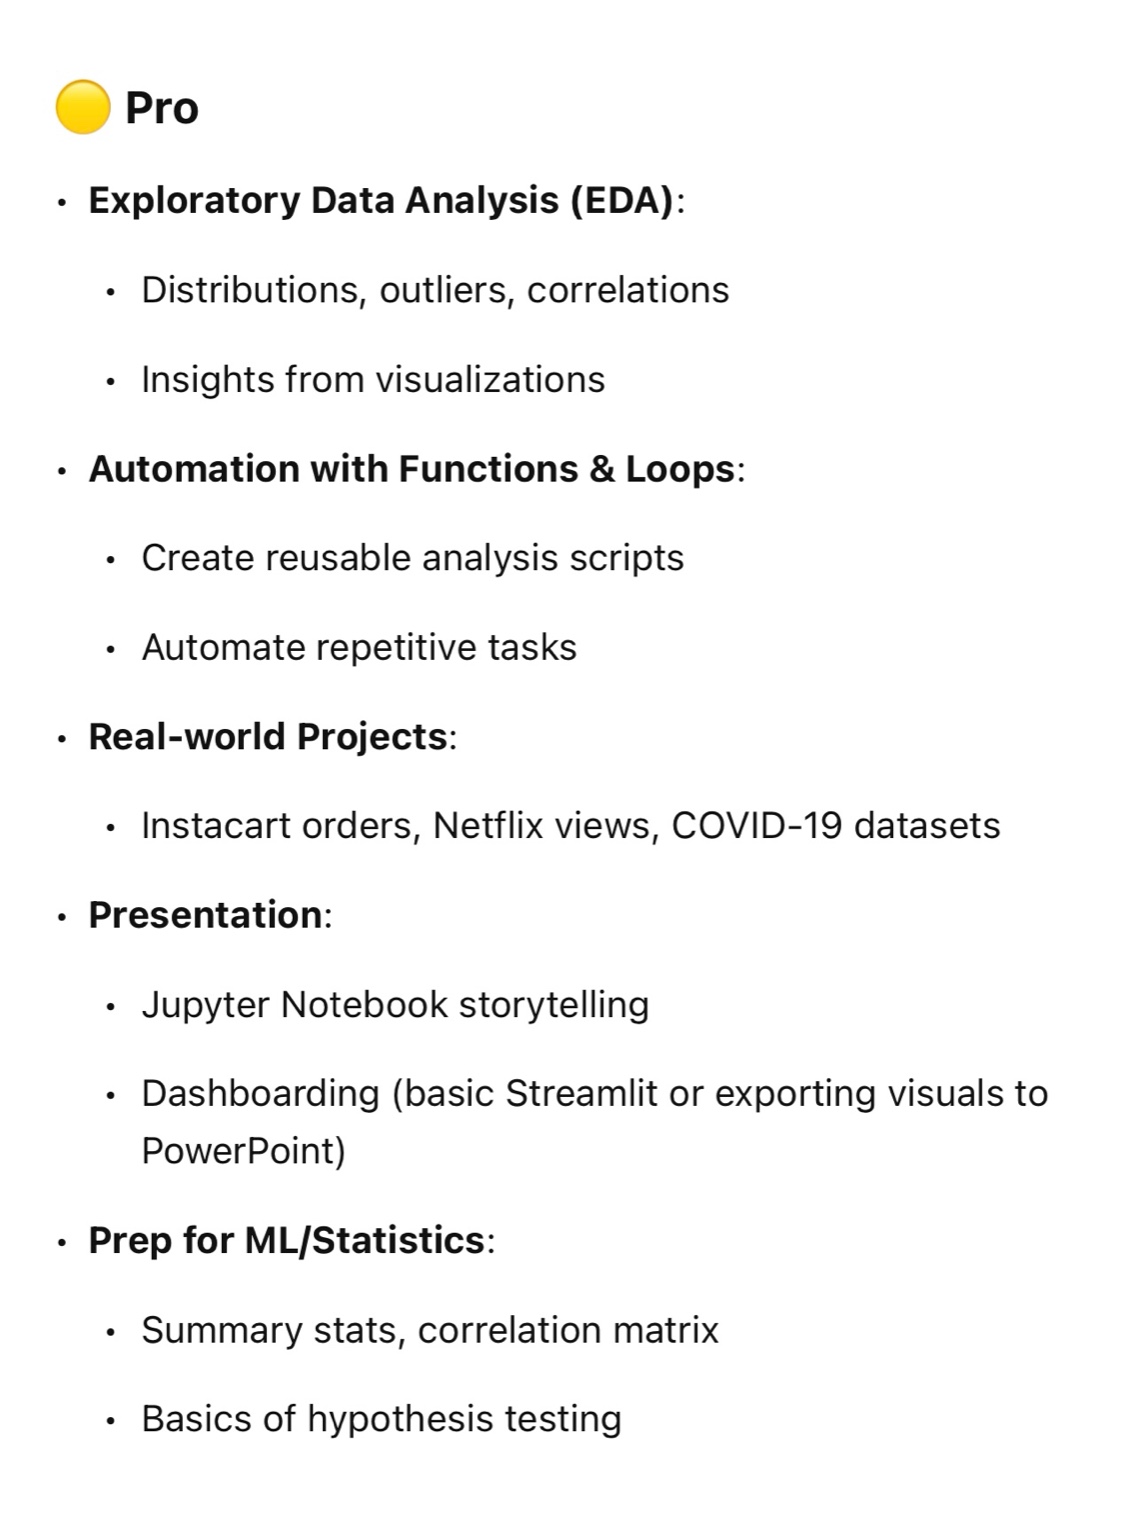 🟡 Pro
• Exploratory Data Analysis (EDA):
• Distributions, outliers, correlations
• Insights from visualizations
• Automation with Functions & Loops:
• Create reusable analysis scripts
• Automate repetitive tasks
• Real-world Projects:
• Instacart orders, Netflix views, COVID-19 datasets
• Presentation:
• Jupyter Notebook storytelling
• Dashboarding (basic Streamlit or exporting visuals to
PowerPoint)
• Prep for ML/Statistics:
• Summary stats, correlation matrix
• Basics of hypothesis testing